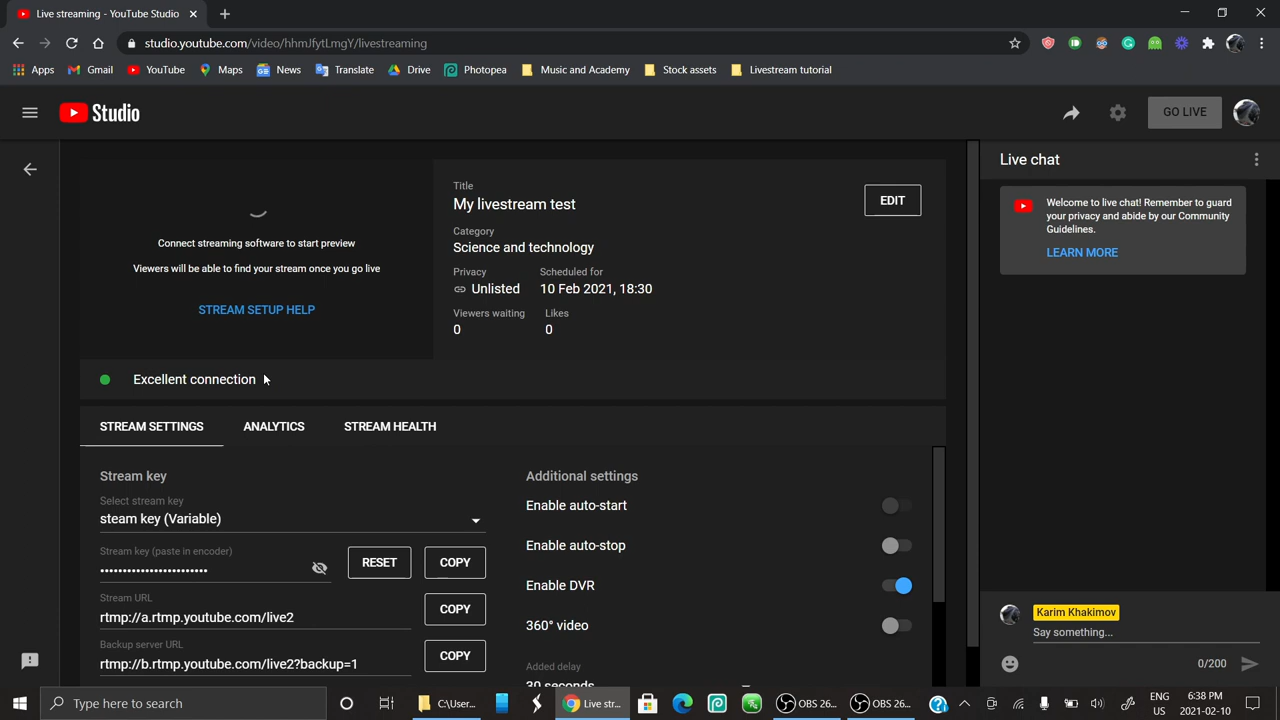 Live streaming - YouTube Studio
studio.youtube.com/video/hhmJfytLmgY/livestreaming
Apps Gmail YouTube Maps News Translate Drive Photopea Music and Academy Stock assets Livestream tutorial
Studio
GO LIVE
Connect streaming software to start preview
Viewers will be able to find your stream once you go live
STREAM SETUP HELP
Title
My livestream test
EDIT
Category
Science and technology
Privacy Scheduled for
Unlisted 10 Feb 2021, 18:30
Viewers waiting Likes
0 0
Excellent connection
STREAM SETTINGS ANALYTICS STREAM HEALTH
Stream key
Select stream key
steam key (Variable)
Stream key (paste in encoder)
••••••••••••••••••••••••
RESET COPY
Stream URL
rtmp://a.rtmp.youtube.com/live2
COPY
Backup server URL
rtmp://b.rtmp.youtube.com/live2?backup=1
COPY
Additional settings
Enable auto-start
Enable auto-stop
Enable DVR
360° video
Added delay
30 seconds
Live chat
Welcome to live chat! Remember to guard
your privacy and abide by our Community
Guidelines.
LEARN MORE
Karim Khakimov
Say something...
0/200
Type here to search
C:\User...
Live str...
OBS 26...
OBS 26...
ENG
US
6:38 PM
2021-02-10